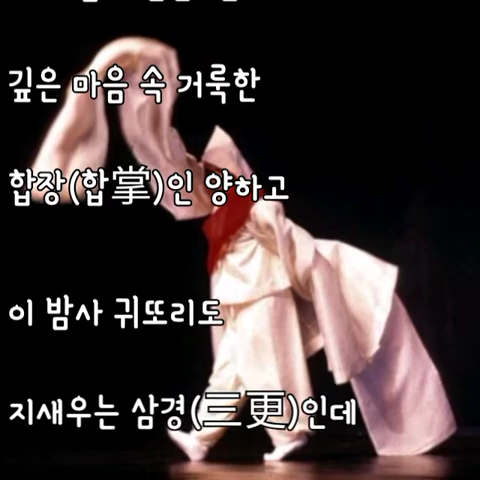 깊은 마음 속 거룩한
합장(합掌)인 양하고
이 밤사 귀또리도
지새우는 삼경(三更)인데